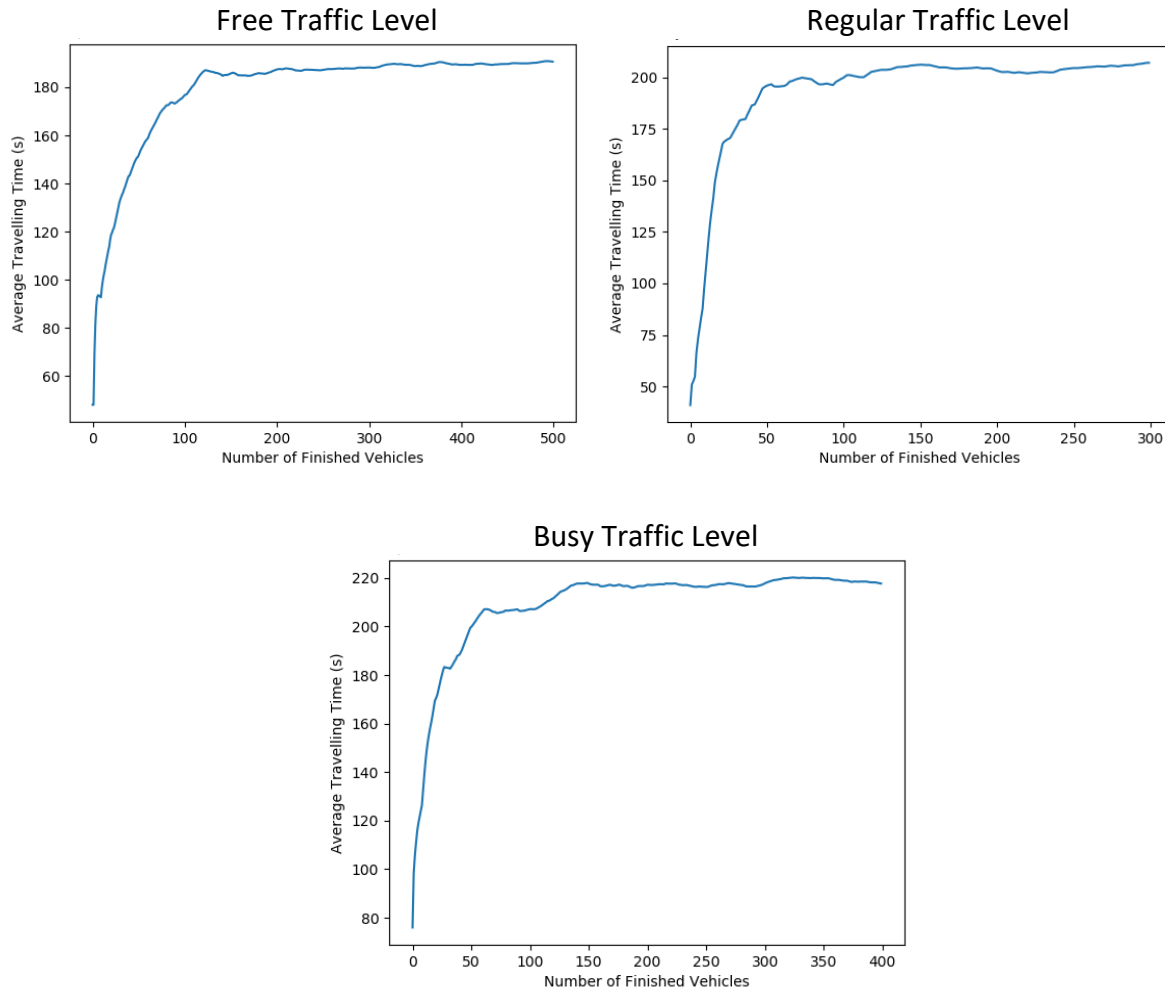 Free Traffic Level
180
160
140
120
100
80
60
Average Travelling Time (s)
0 100 200 300 400 500
Number of Finished Vehicles
Regular Traffic Level
200
175
150
125
100
75
50
Average Travelling Time (s)
0 50 100 150 200 250 300
Number of Finished Vehicles
Busy Traffic Level
220
200
180
160
140
120
100
80
Average Travelling Time (s)
0 50 100 150 200 250 300 350 400
Number of Finished Vehicles